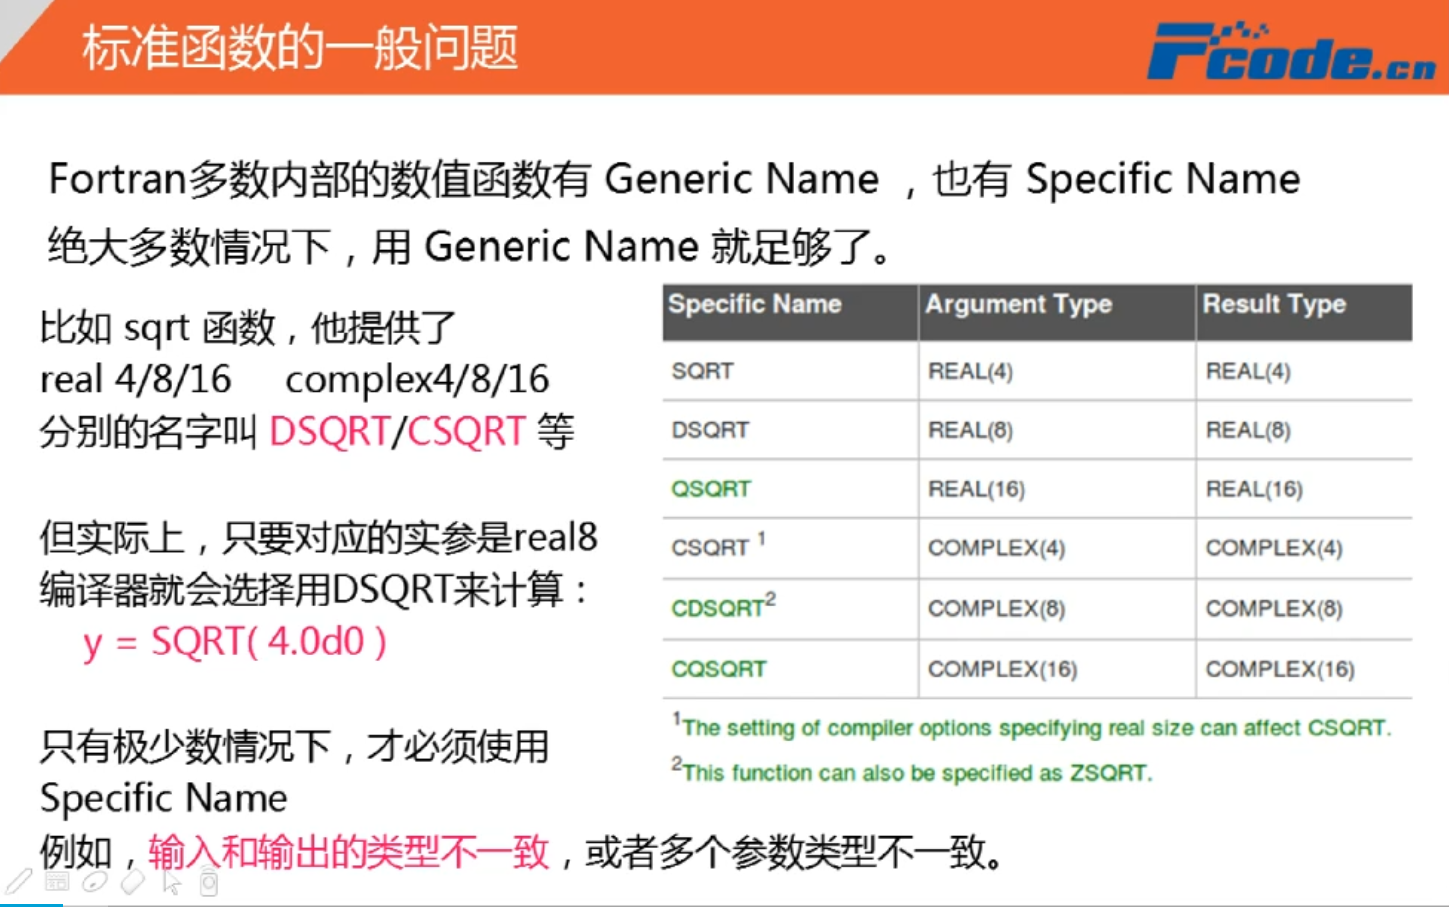 标准函数的一般问题
Fcode.cn
Fortran多数内部的数值函数有 Generic Name ，也有 Specific Name
绝大多数情况下，用 Generic Name 就足够了。
比如 sqrt 函数，他提供了
real 4/8/16 complex4/8/16
分别的名字叫 DSQRT/CSQRT 等
但实际上，只要对应的实参是real8
编译器就会选择用DSQRT来计算：
y = SQRT( 4.0d0 )
只有极少数情况下，才必须使用
Specific Name
例如，输入和输出的类型不一致，或者多个参数类型不一致。
Specific Name Argument Type Result Type
SQRT REAL(4) REAL(4)
DSQRT REAL(8) REAL(8)
QSQRT REAL(16) REAL(16)
CSQRT 1 COMPLEX(4) COMPLEX(4)
CDSQRT2 COMPLEX(8) COMPLEX(8)
CQSQRT COMPLEX(16) COMPLEX(16)
1The setting of compiler options specifying real size can affect CSQRT.
2This function can also be specified as ZSQRT.